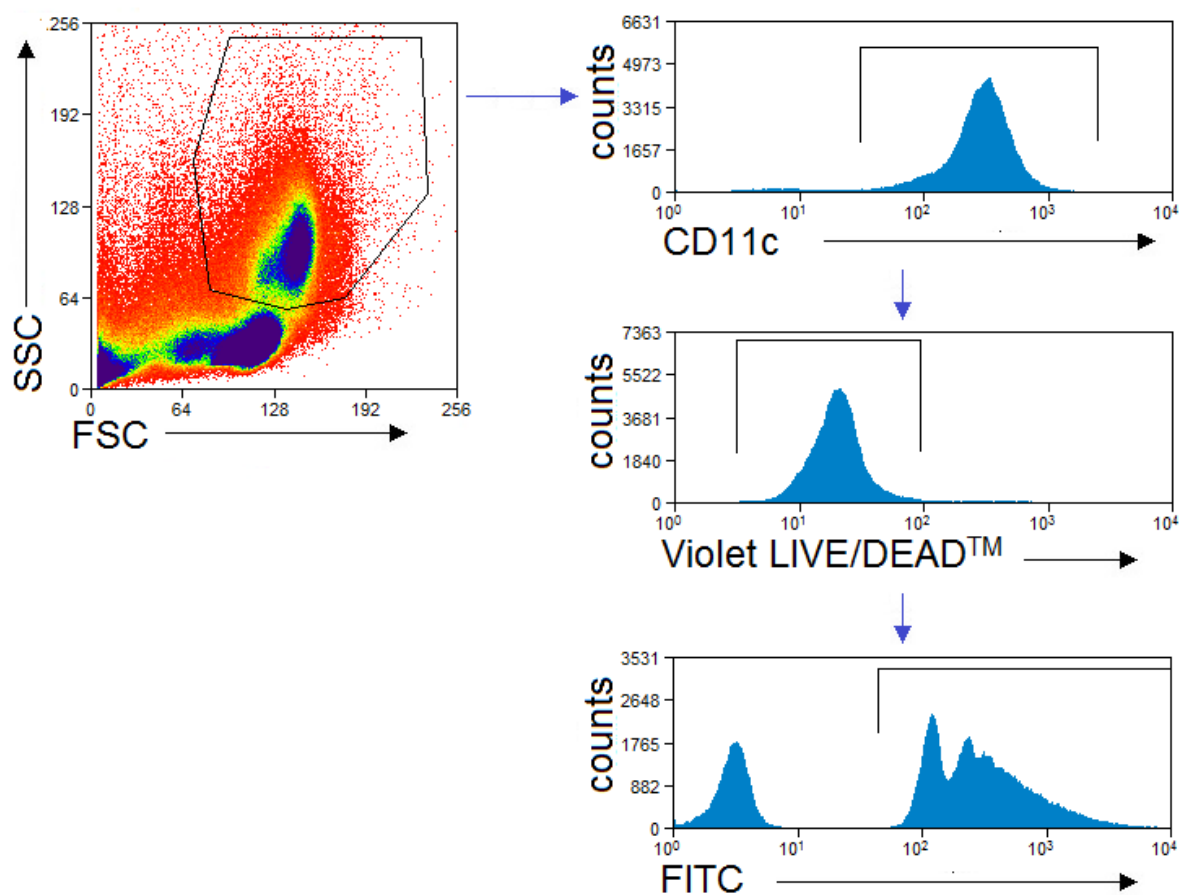 .256
192
128
64
0
0 64 128 192 256
SSC
FSC
6631
4973
3315
1657
0
counts
10⁰ 10¹ 10² 10³ 10⁴
CD11c
7363
5522
3681
1840
0
counts
10⁰ 10¹ 10² 10³ 10⁴
Violet LIVE/DEAD™
3531
2648
1765
882
0
counts
10⁰ 10¹ 10² 10³ 10⁴
FITC